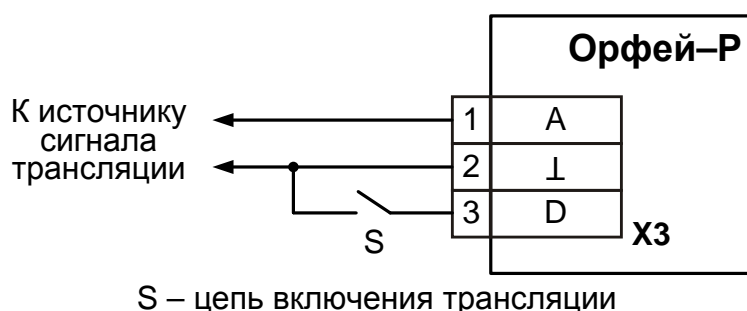 Орфей–Р
К источнику
сигнала
трансляции
1 A
2 ⊥
3 D
S
X3
S – цепь включения трансляции